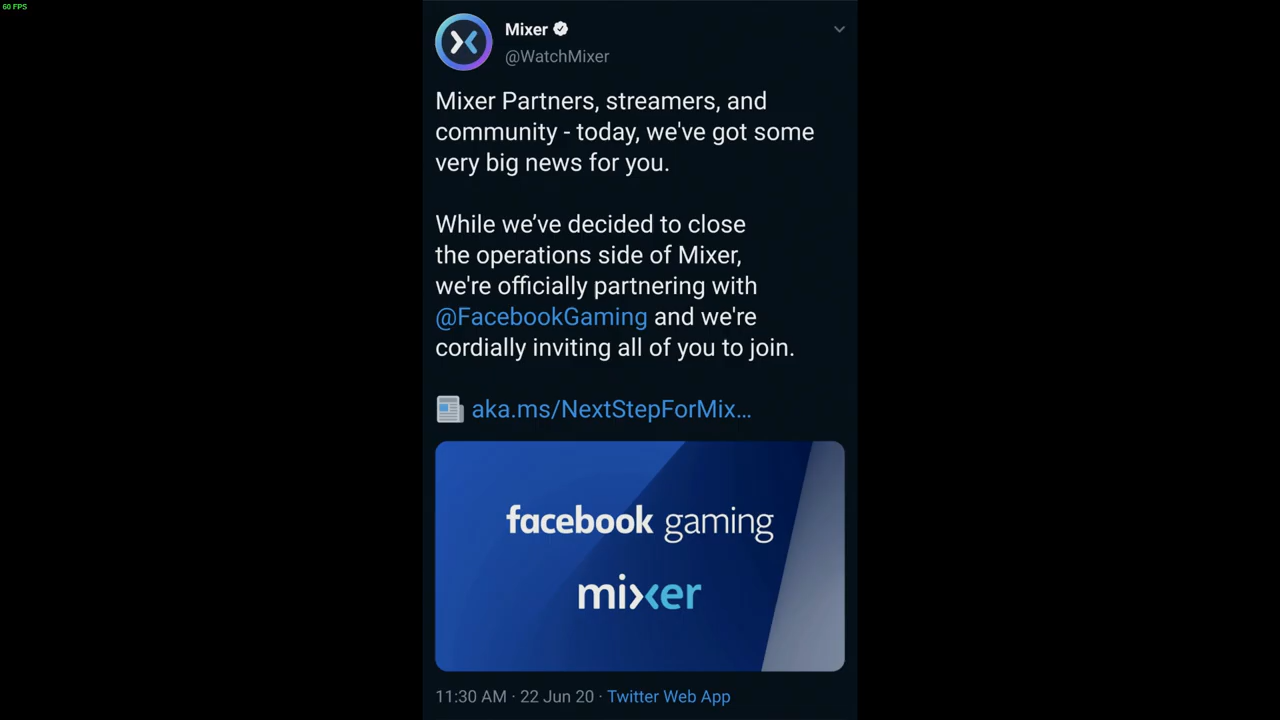 60 FPS
Mixer
@WatchMixer
Mixer Partners, streamers, and
community - today, we've got some
very big news for you.
While we’ve decided to close
the operations side of Mixer,
we're officially partnering with
@FacebookGaming and we're
cordially inviting all of you to join.
aka.ms/NextStepForMix…
facebook gaming
mixer
11:30 AM · 22 Jun 20 · Twitter Web App